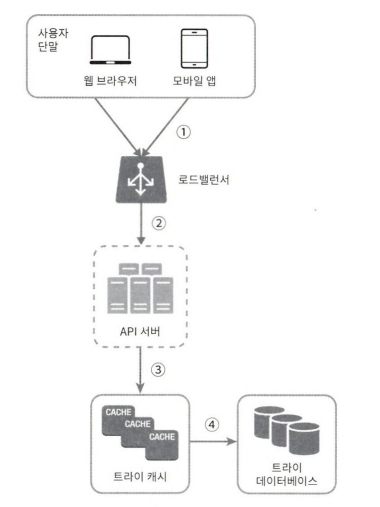 사용자
단말
웹 브라우저
모바일 앱
①
로드밸런서
②
API 서버
③
CACHE
CACHE
CACHE
④
트라이 캐시
트라이
데이터베이스